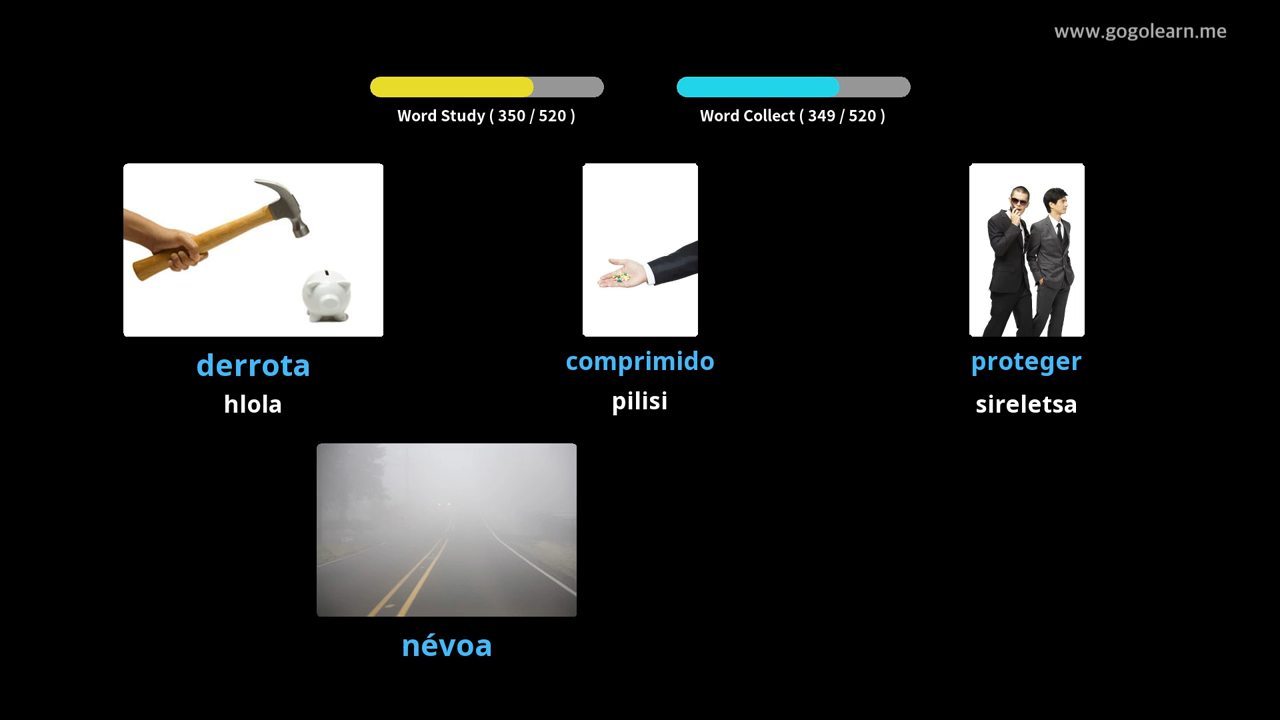 www.gogolearn.me
Word Study ( 350 / 520 )
Word Collect ( 349 / 520 )
derrota
hlola
comprimido
pilisi
proteger
sireletsa
névoa